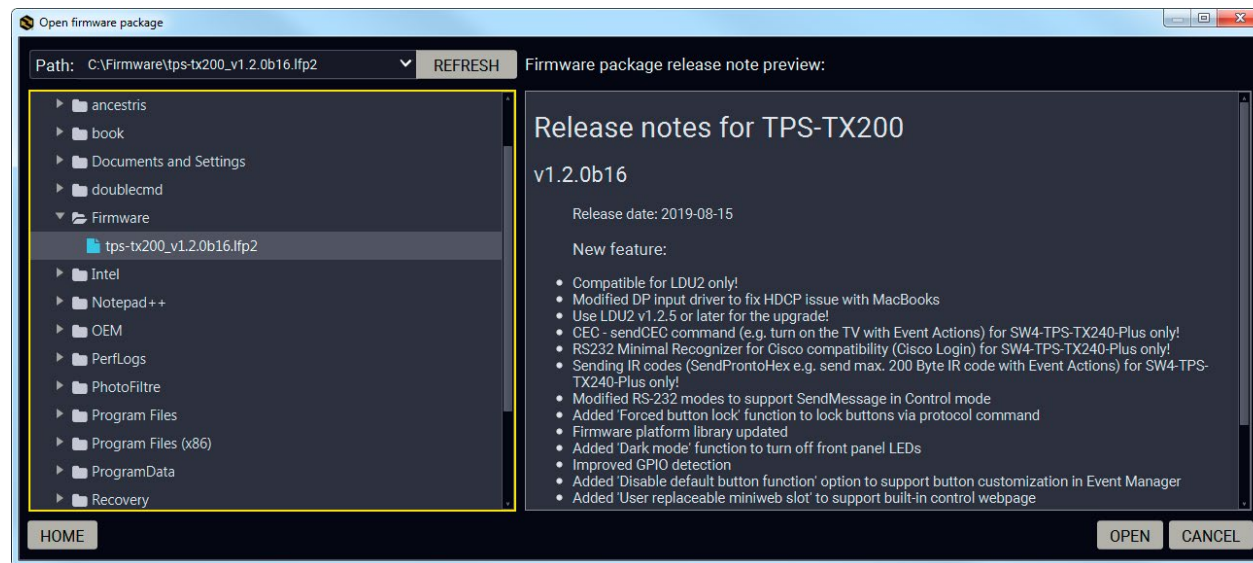 Open firmware package
Path: C:\Firmware\tps-tx200_v1.2.0b16.lfp2
REFRESH
Firmware package release note preview:
ancestris
book
Documents and Settings
doublecmd
Firmware
tps-tx200_v1.2.0b16.lfp2
Intel
Notepad++
OEM
PerfLogs
PhotoFiltre
Program Files
Program Files (x86)
ProgramData
Recovery
Release notes for TPS-TX200
v1.2.0b16
Release date: 2019-08-15
New feature:
• Compatible for LDU2 only!
• Modified DP input driver to fix HDCP issue with MacBooks
• Use LDU2 v1.2.5 or later for the upgrade!
• CEC - sendCEC command (e.g. turn on the TV with Event Actions) for SW4-TPS-TX240-Plus only!
• RS232 Minimal Recognizer for Cisco compatibility (Cisco Login) for SW4-TPS-TX240-Plus only!
• Sending IR codes (SendProntoHex e.g. send max. 200 Byte IR code with Event Actions) for SW4-TPS-
TX240-Plus only!
• Modified RS-232 modes to support SendMessage in Control mode
• Added 'Forced button lock' function to lock buttons via protocol command
• Firmware platform library updated
• Added 'Dark mode' function to turn off front panel LEDs
• Improved GPIO detection
• Added 'Disable default button function' option to support button customization in Event Manager
• Added 'User replaceable miniweb slot' to support built-in control webpage
HOME
OPEN
CANCEL